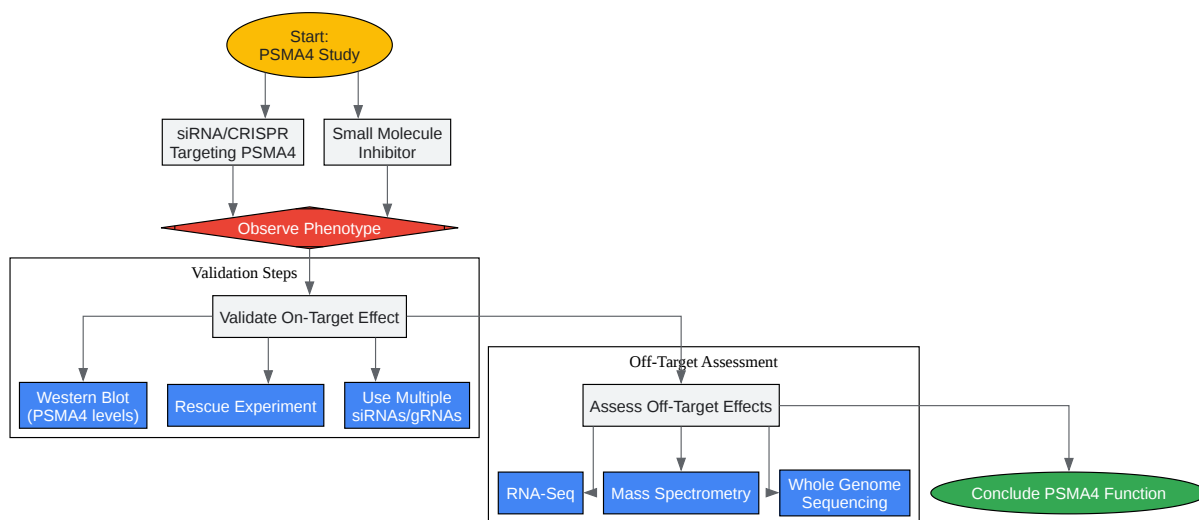 Start:
PSMA4 Study
siRNA/CRISPR
Targeting PSMA4
Small Molecule
Inhibitor
Observe Phenotype
Validation Steps
Validate On-Target Effect
Western Blot
(PSMA4 levels)
Rescue Experiment
Use Multiple
siRNAs/gRNAs
Off-Target Assessment
Assess Off-Target Effects
RNA-Seq
Mass Spectrometry
Whole Genome
Sequencing
Conclude PSMA4 Function